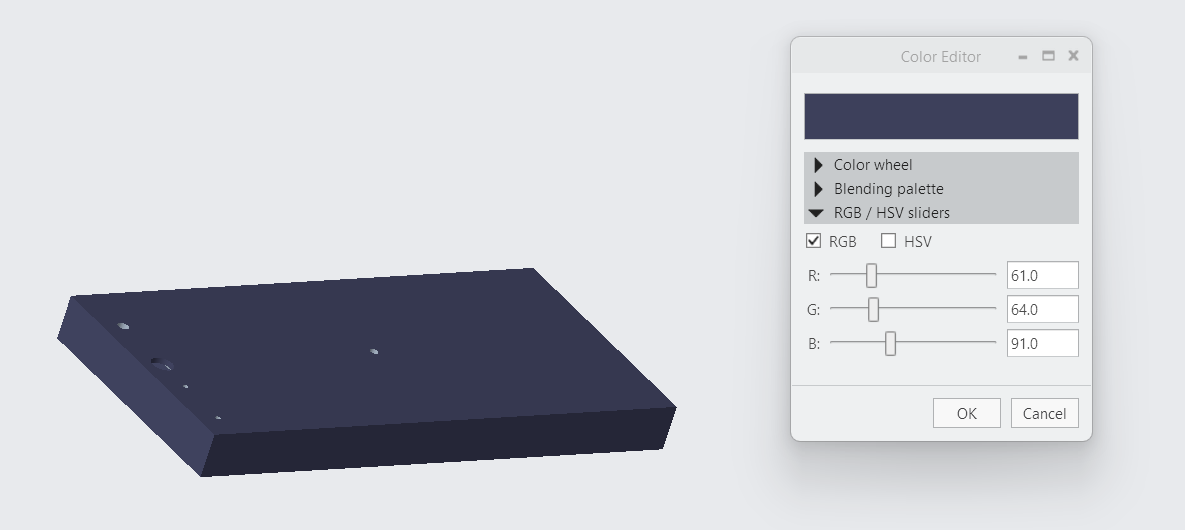 Color Editor
Color wheel
Blending palette
RGB / HSV sliders
RGB HSV
R: 61.0
G: 64.0
B: 91.0
OK Cancel